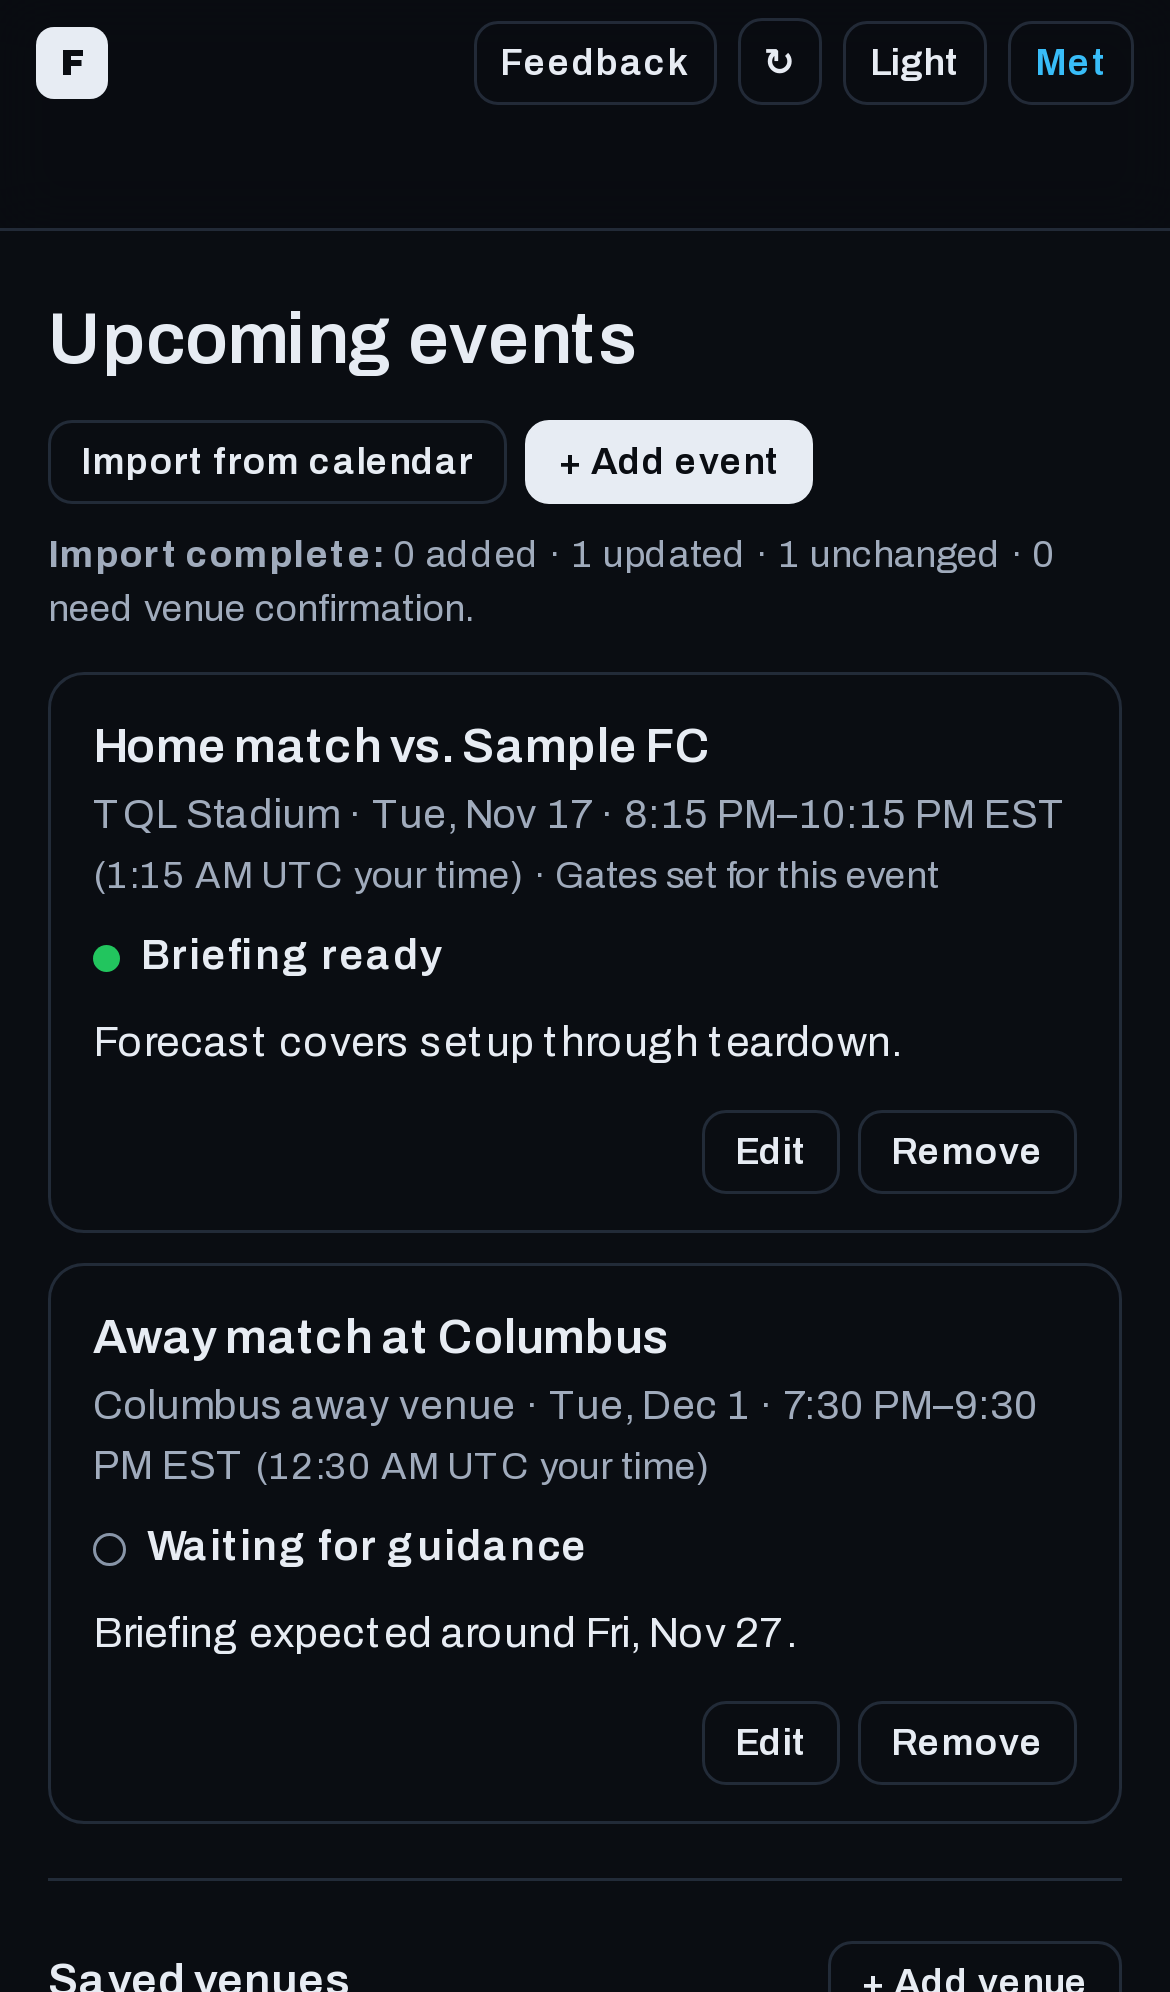 F
Feedback
↻
Light
Met
Upcoming events
Import from calendar
+ Add event
Import complete: 0 added · 1 updated · 1 unchanged · 0
need venue confirmation.
Home match vs. Sample FC
TQL Stadium · Tue, Nov 17 · 8:15 PM–10:15 PM EST
(1:15 AM UTC your time) · Gates set for this event
Briefing ready
Forecast covers setup through teardown.
Edit
Remove
Away match at Columbus
Columbus away venue · Tue, Dec 1 · 7:30 PM–9:30
PM EST (12:30 AM UTC your time)
Waiting for guidance
Briefing expected around Fri, Nov 27.
Edit
Remove
Saved venues
+ Add venue